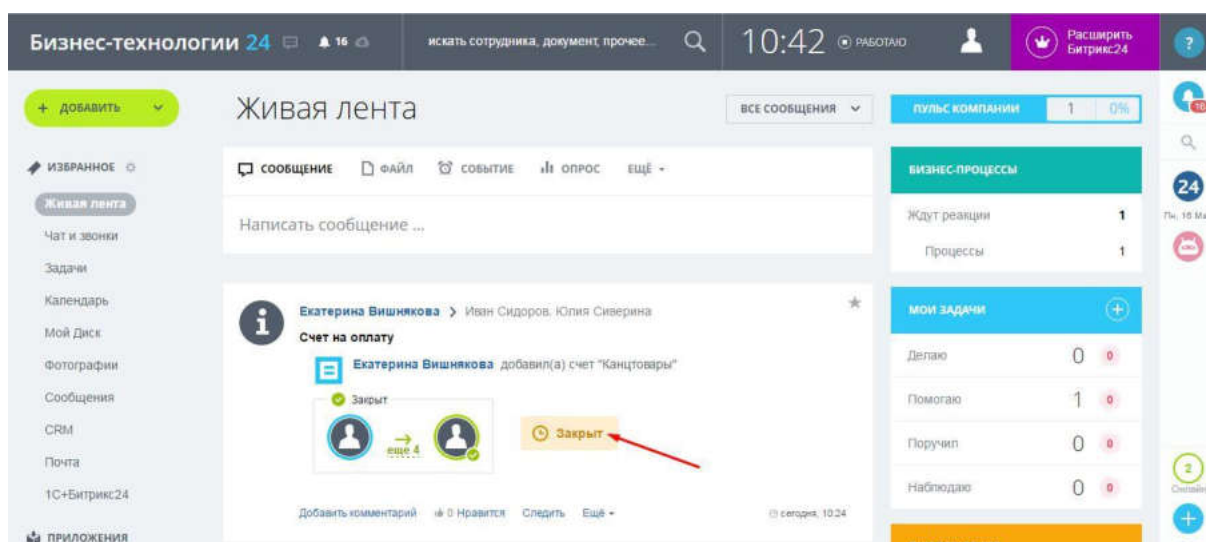 Бизнес-технологии 24 16
искать сотрудника, документ, прочее...
10:42 РАБОТАЮ
Расширить
Битрикс24
?
+ ДОБАВИТЬ
ИЗБРАННОЕ
Живая лента
Чат и звонки
Задачи
Календарь
Мой Диск
Фотографии
Сообщения
CRM
Почта
1С+Битрикс24
ПРИЛОЖЕНИЯ
Живая лента
ВСЕ СООБЩЕНИЯ
СООБЩЕНИЕ ФАЙЛ СОБЫТИЕ ОПРОС ЕЩЁ
Написать сообщение ...
Екатерина Вишнякова > Иван Сидоров, Юлия Сиверина
Счет на оплату
Екатерина Вишнякова добавил(а) счет "Канцтовары"
Закрыт
еще 4
Закрыт
Добавить комментарий 0 Нравится Следить Ещё
сегодня, 10:24
ПУЛЬС КОМПАНИИ 1 0%
БИЗНЕС-ПРОЦЕССЫ
Ждут реакции 1
Процессы 1
МОИ ЗАДАЧИ
Делаю 0 0
Помогаю 1 0
Поручил 0 0
Наблюдаю 0 0
16
24
Пн, 16 Ма
2
Онлайн